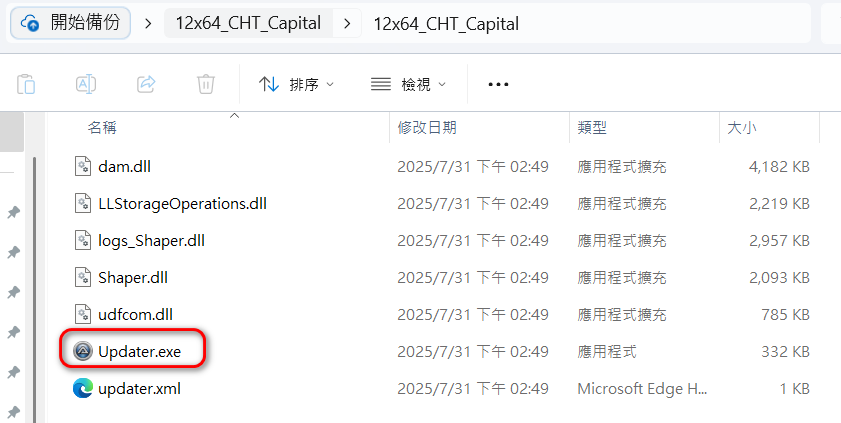 開始備份 > 12x64_CHT_Capital > 12x64_CHT_Capital
排序 檢視 ...
名稱 修改日期 類型 大小
dam.dll 2025/7/31 下午 02:49 應用程式擴充 4,182 KB
LLStorageOperations.dll 2025/7/31 下午 02:49 應用程式擴充 2,219 KB
logs_Shaper.dll 2025/7/31 下午 02:49 應用程式擴充 2,957 KB
Shaper.dll 2025/7/31 下午 02:49 應用程式擴充 2,093 KB
udfcom.dll 2025/7/31 下午 02:49 應用程式擴充 785 KB
Updater.exe 2025/7/31 下午 02:49 應用程式 332 KB
updater.xml 2025/7/31 下午 02:49 Microsoft Edge H... 1 KB